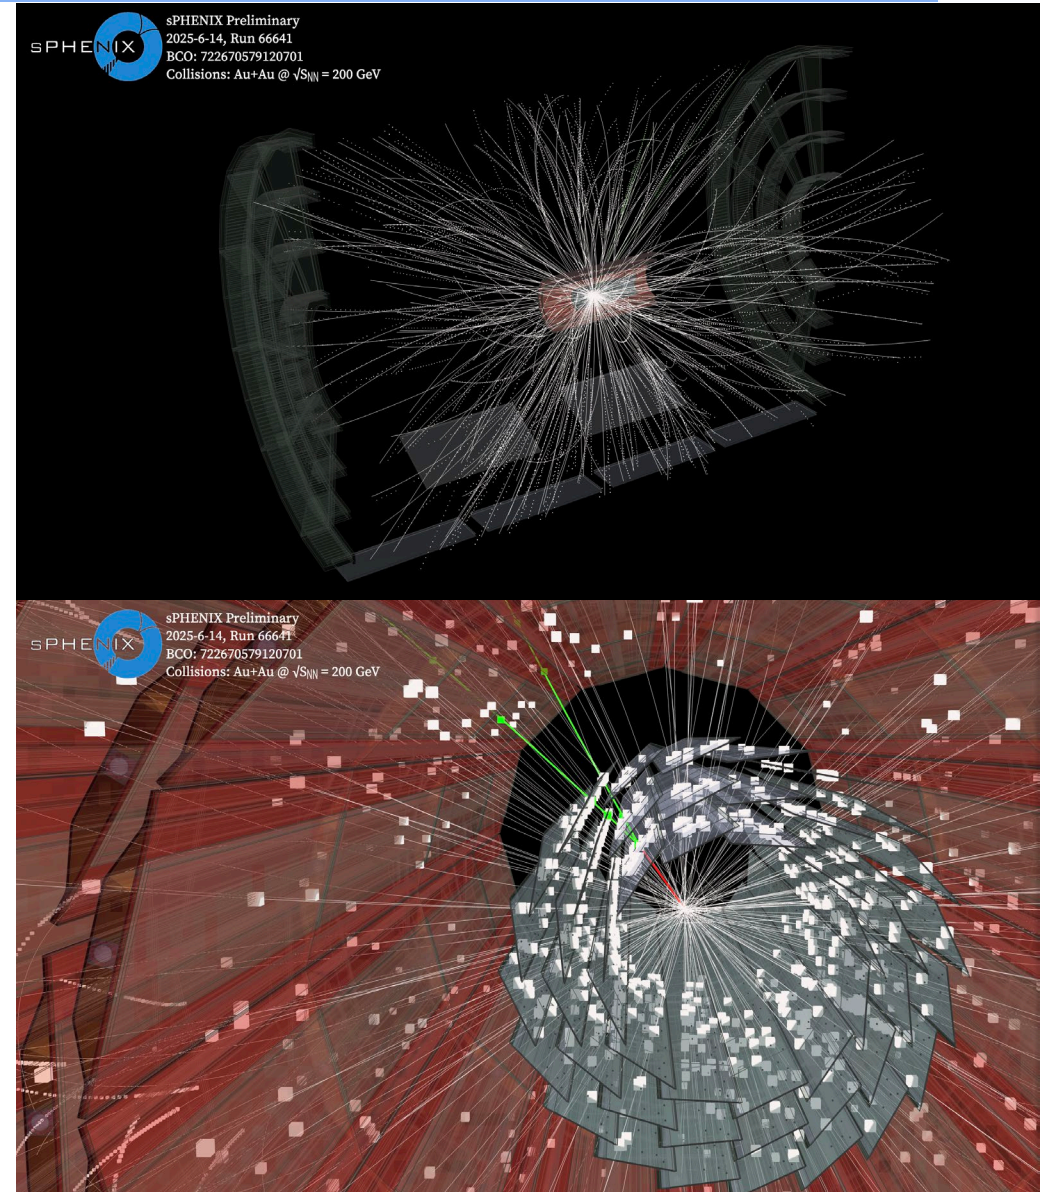 sPHENIX
sPHENIX Preliminary
2025-6-14, Run 66641
BCO: 722670579120701
Collisions: Au+Au @ √SNN = 200 GeV
sPHENIX
sPHENIX Preliminary
2025-6-14, Run 66641
BCO: 722670579120701
Collisions: Au+Au @ √SNN = 200 GeV